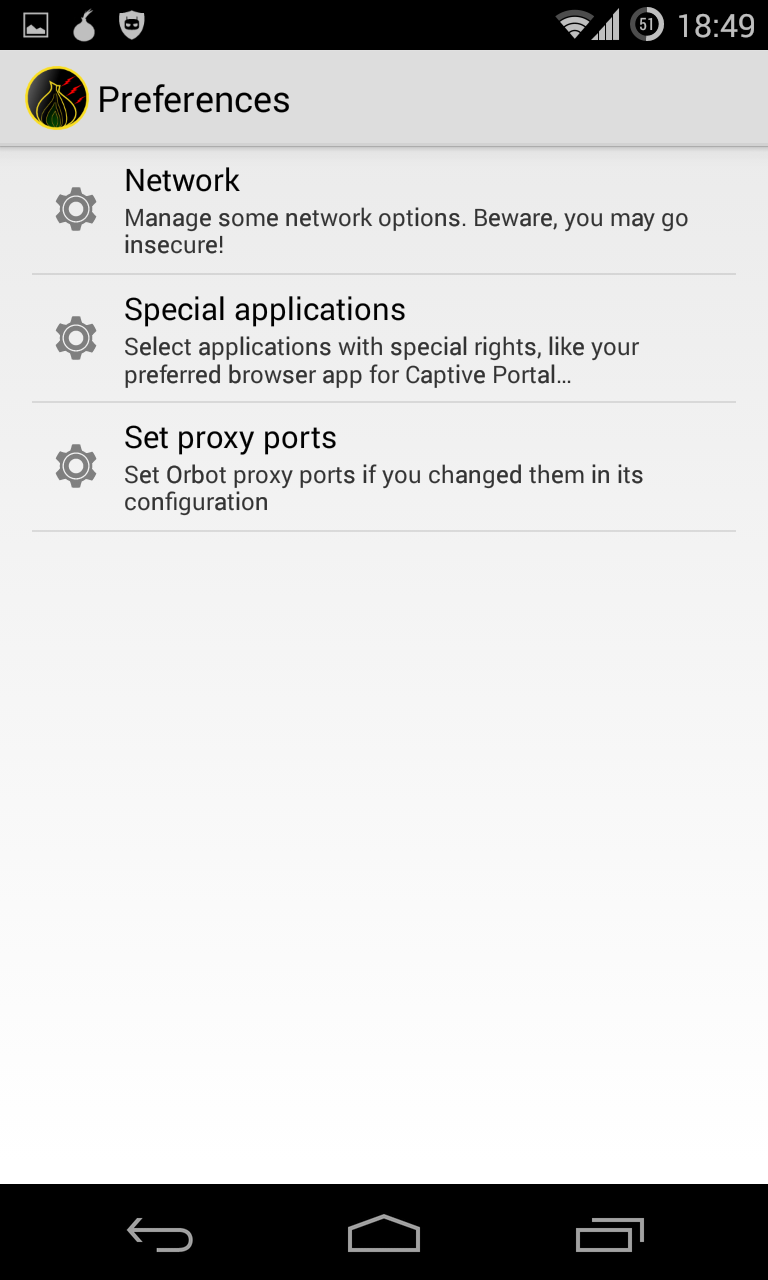 51 18:49
Preferences
Network
Manage some network options. Beware, you may go
insecure!
Special applications
Select applications with special rights, like your
preferred browser app for Captive Portal…
Set proxy ports
Set Orbot proxy ports if you changed them in its
configuration